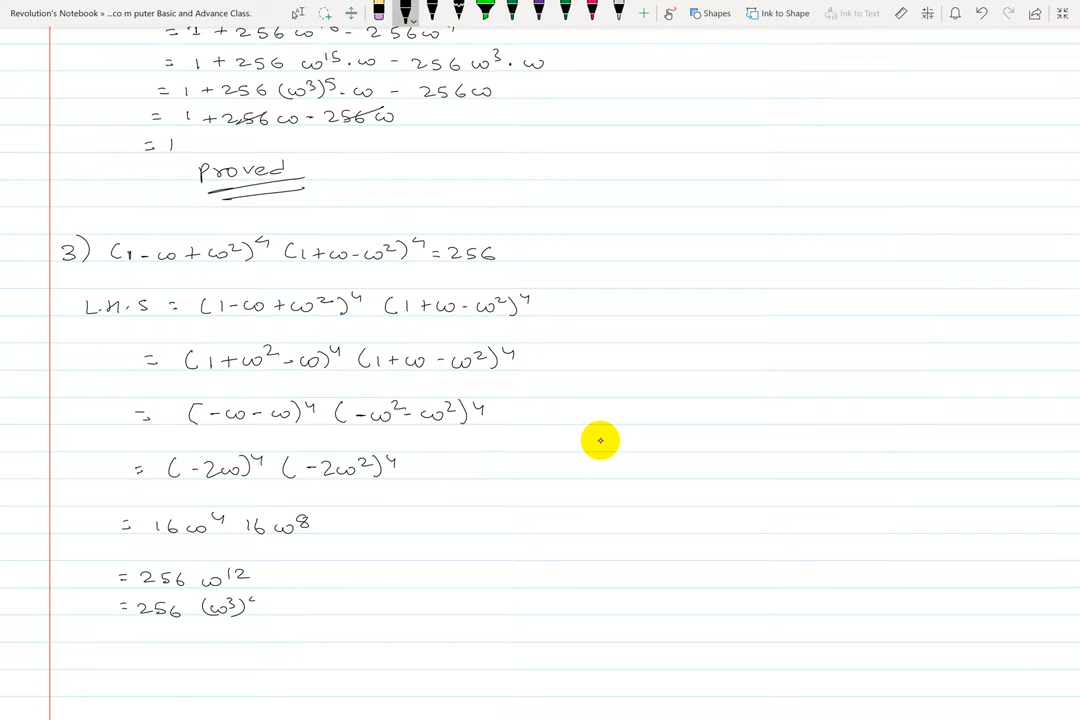 Revolution's Notebook » ...co m puter Basic and Advance Class.
Shapes
Ink to Shape
Ink to Text
= 1 + 256 ω - 256ω
= 1 + 256 ω¹⁵ . ω - 256 ω³ . ω
= 1 + 256 (ω³)⁵ . ω - 256ω
= 1 + 256 ω - 256ω
= 1
Proved
3) (1 - ω + ω²)⁴ (1 + ω - ω²)⁴ = 256
L.H.S = (1 - ω + ω²)⁴ (1 + ω - ω²)⁴
= (1 + ω² - ω)⁴ (1 + ω - ω²)⁴
= (-ω - ω)⁴ (-ω² - ω²)⁴
= (-2ω)⁴ (-2ω²)⁴
= 16ω⁴ 16ω⁸
= 256 ω¹²
= 256 (ω³)